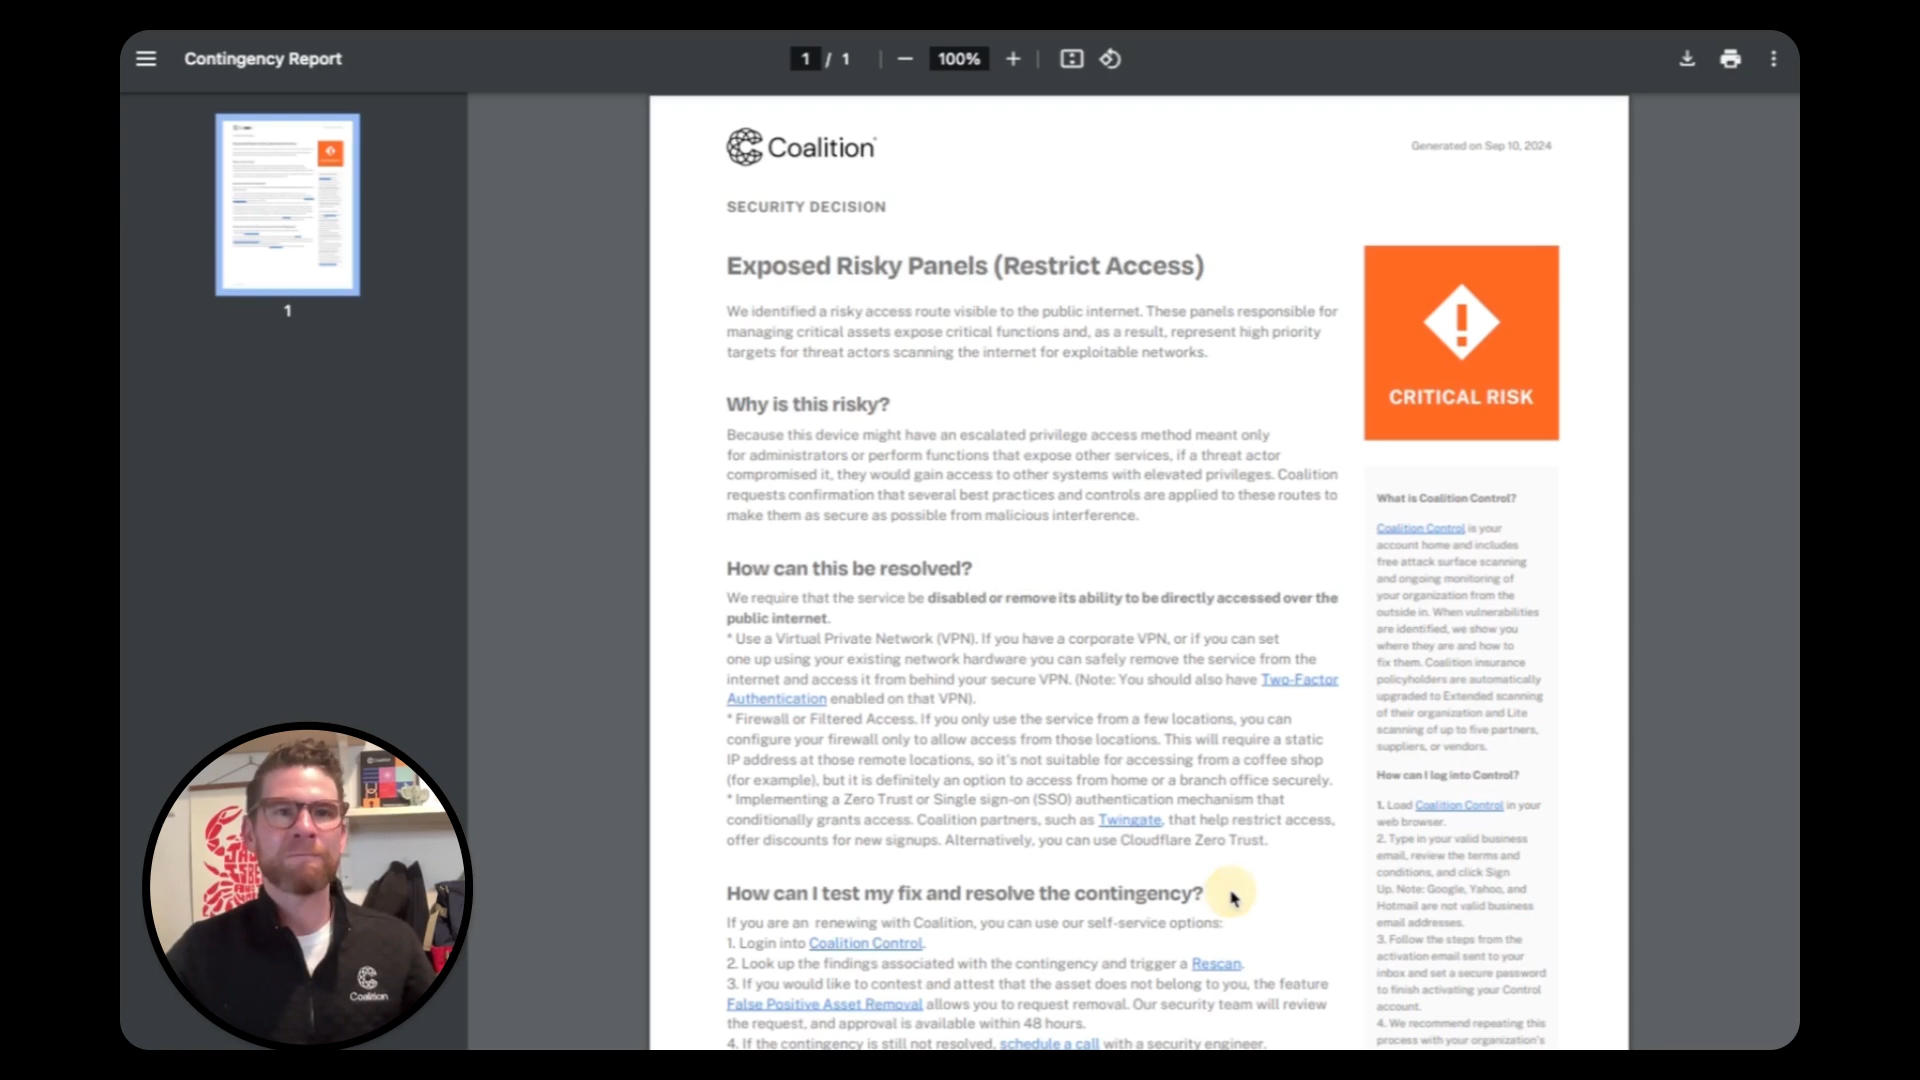 Contingency Report
1 / 1
100%
1
Coalition
Generated on Sep 10, 2024
SECURITY DECISION
Exposed Risky Panels (Restrict Access)
We identified a risky access route visible to the public internet. These panels responsible for
managing critical assets expose critical functions and, as a result, represent high priority
targets for threat actors scanning the internet for exploitable networks.
CRITICAL RISK
Why is this risky?
Because this device might have an escalated privilege access method meant only
for administrators or perform functions that expose other services, if a threat actor
compromised it, they would gain access to other systems with elevated privileges. Coalition
requests confirmation that several best practices and controls are applied to these routes to
make them as secure as possible from malicious interference.
How can this be resolved?
We require that the service be disabled or remove its ability to be directly accessed over the
public internet.
* Use a Virtual Private Network (VPN). If you have a corporate VPN, or if you can set
one up using your existing network hardware you can safely remove the service from the
internet and access it from behind your secure VPN. (Note: You should also have Two-Factor
Authentication enabled on that VPN).
* Firewall or Filtered Access. If you only use the service from a few locations, you can
configure your firewall only to allow access from those locations. This will require a static
IP address at those remote locations, so it's not suitable for accessing from a coffee shop
(for example), but it is definitely an option to access from home or a branch office securely.
* Implementing a Zero Trust or Single sign-on (SSO) authentication mechanism that
conditionally grants access. Coalition partners, such as Twingate, that help restrict access,
offer discounts for new signups. Alternatively, you can use Cloudflare Zero Trust.
How can I test my fix and resolve the contingency?
If you are an renewing with Coalition, you can use our self-service options:
1. Login into Coalition Control.
2. Look up the findings associated with the contingency and trigger a Rescan.
3. If you would like to contest and attest that the asset does not belong to you, the feature
False Positive Asset Removal allows you to request removal. Our security team will review
the request, and approval is available within 48 hours.
4. If the contingency is still not resolved, schedule a call with a security engineer.
What is Coalition Control?
Coalition Control is your
account home and includes
free attack surface scanning
and ongoing monitoring of
your organization from the
outside in. When vulnerabilities
are identified, we show you
where they are and how to
fix them. Coalition insurance
policyholders are automatically
upgraded to Extended scanning
of their organization and Lite
scanning of up to five partners,
suppliers, or vendors.
How can I log into Control?
1. Load Coalition Control in your
web browser.
2. Type in your valid business
email, review the terms and
conditions, and click Sign
Up. Note: Google, Yahoo, and
Hotmail are not valid business
email addresses.
3. Follow the steps from the
activation email sent to your
inbox and set a secure password
to finish activating your Control
account.
4. We recommend repeating this
process with your organization's
Coalition